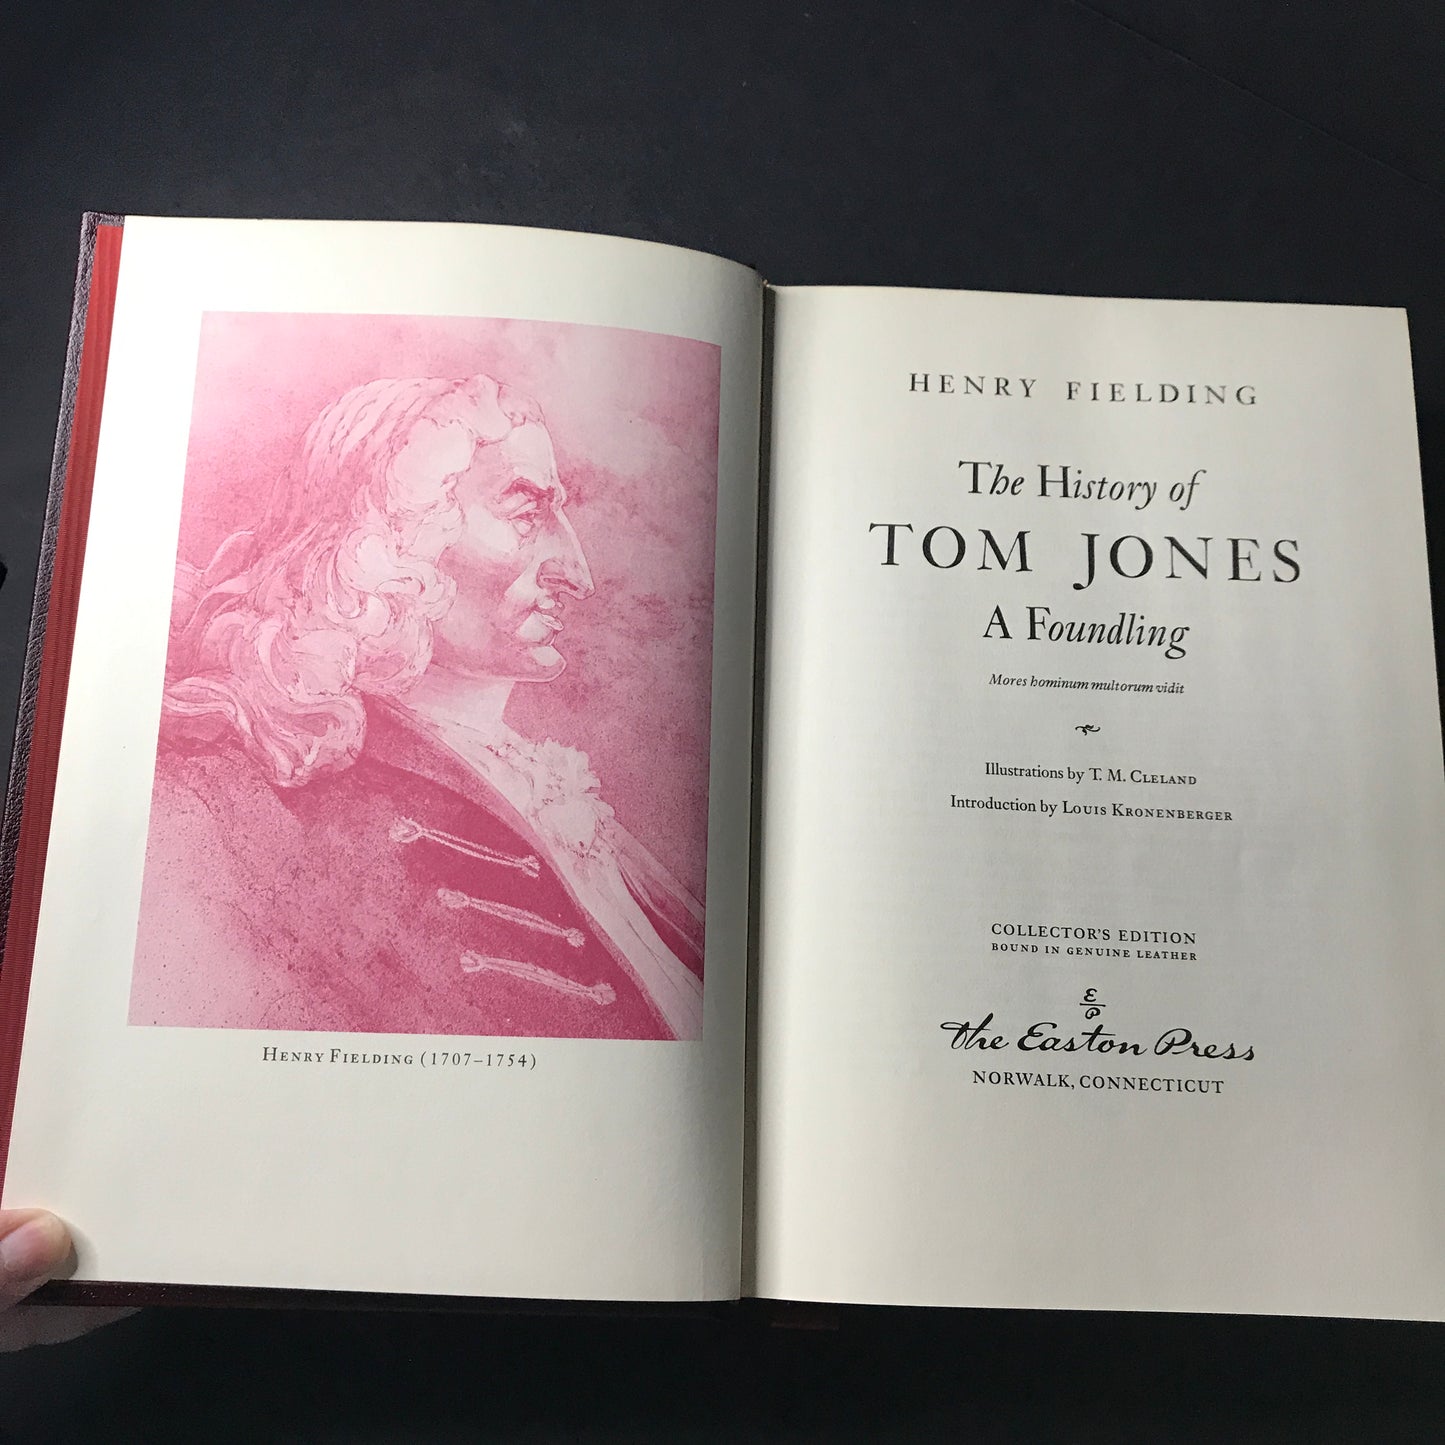 HENRY FIELDING (1707–1754)
HENRY FIELDING
The History of
TOM JONES
A Foundling
Mores hominum multorum vidit
Illustrations by T. M. CLELAND
Introduction by LOUIS KRONENBERGER
COLLECTOR'S EDITION
BOUND IN GENUINE LEATHER
E
P
The Easton Press
NORWALK, CONNECTICUT